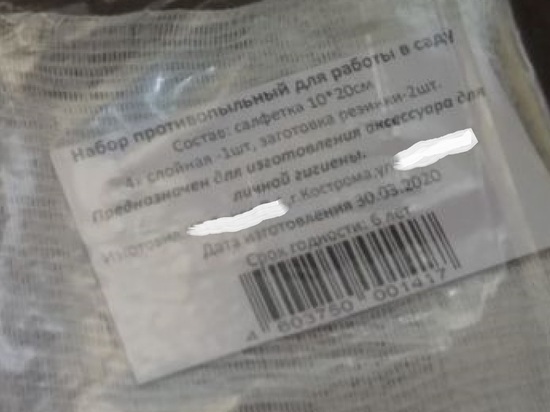 Набор противопыльный для работы в саду
Состав: салфетка 10*20см
4х слойная -1шт, заготовка резинки-2шт.
Предназначен для изготовления аксессуара для
личной гигиены.
Изготовил г.Кострома,ул
Дата изготовления 30.03.2020
Срок годности: 6 лет
4 603750 001417